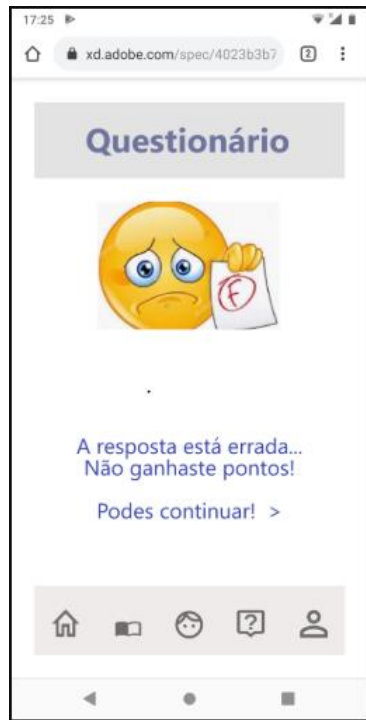 17:25
xd.adobe.com/spec/4023b3b7
2
Questionário
F
A resposta está errada...
Não ganhaste pontos!
Podes continuar! >
?